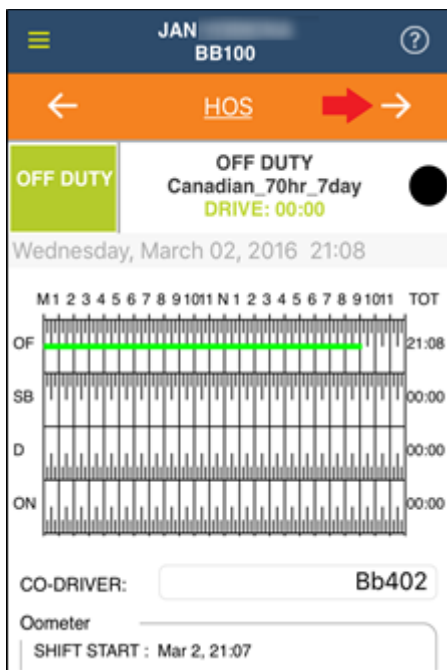 JAN
BB100
?
HOS
OFF DUTY
OFF DUTY
Canadian_70hr_7day
DRIVE: 00:00
Wednesday, March 02, 2016 21:08
M 1 2 3 4 5 6 7 8 9 10 11 N 1 2 3 4 5 6 7 8 9 10 11 TOT
OF 21:08
SB 00:00
D 00:00
ON 00:00
CO-DRIVER: Bb402
Oometer
SHIFT START : Mar 2, 21:07